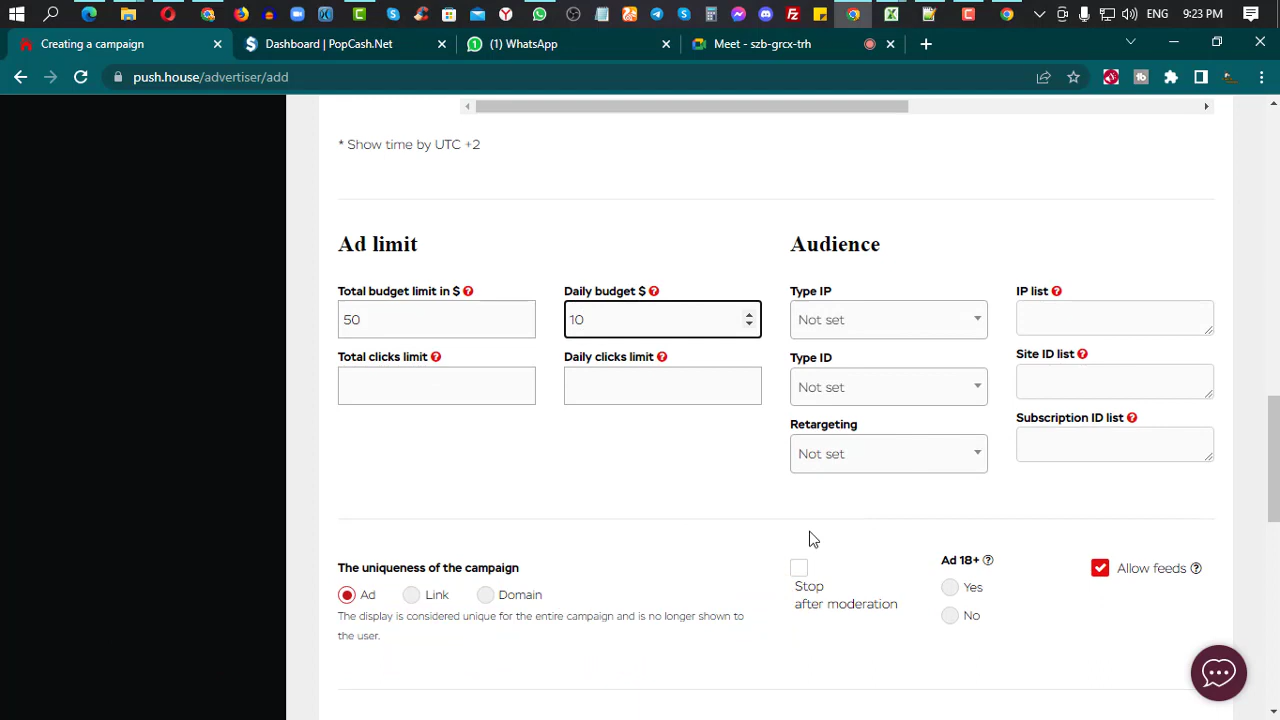 ENG
3:23 PM
Creating a campaign
Dashboard | PopCash.Net
(1) WhatsApp
Meet - szb-grcx-trh
push.house/advertiser/add
* Show time by UTC +2
Ad limit
Audience
Total budget limit in $
Daily budget $
Type IP
IP list
50
10
Not set
Total clicks limit
Daily clicks limit
Type ID
Site ID list
Not set
Retargeting
Subscription ID list
Not set
The uniqueness of the campaign
Ad
Link
Domain
The display is considered unique for the entire campaign and is no longer shown to
the user.
Stop
after moderation
Ad 18+
Yes
No
Allow feeds